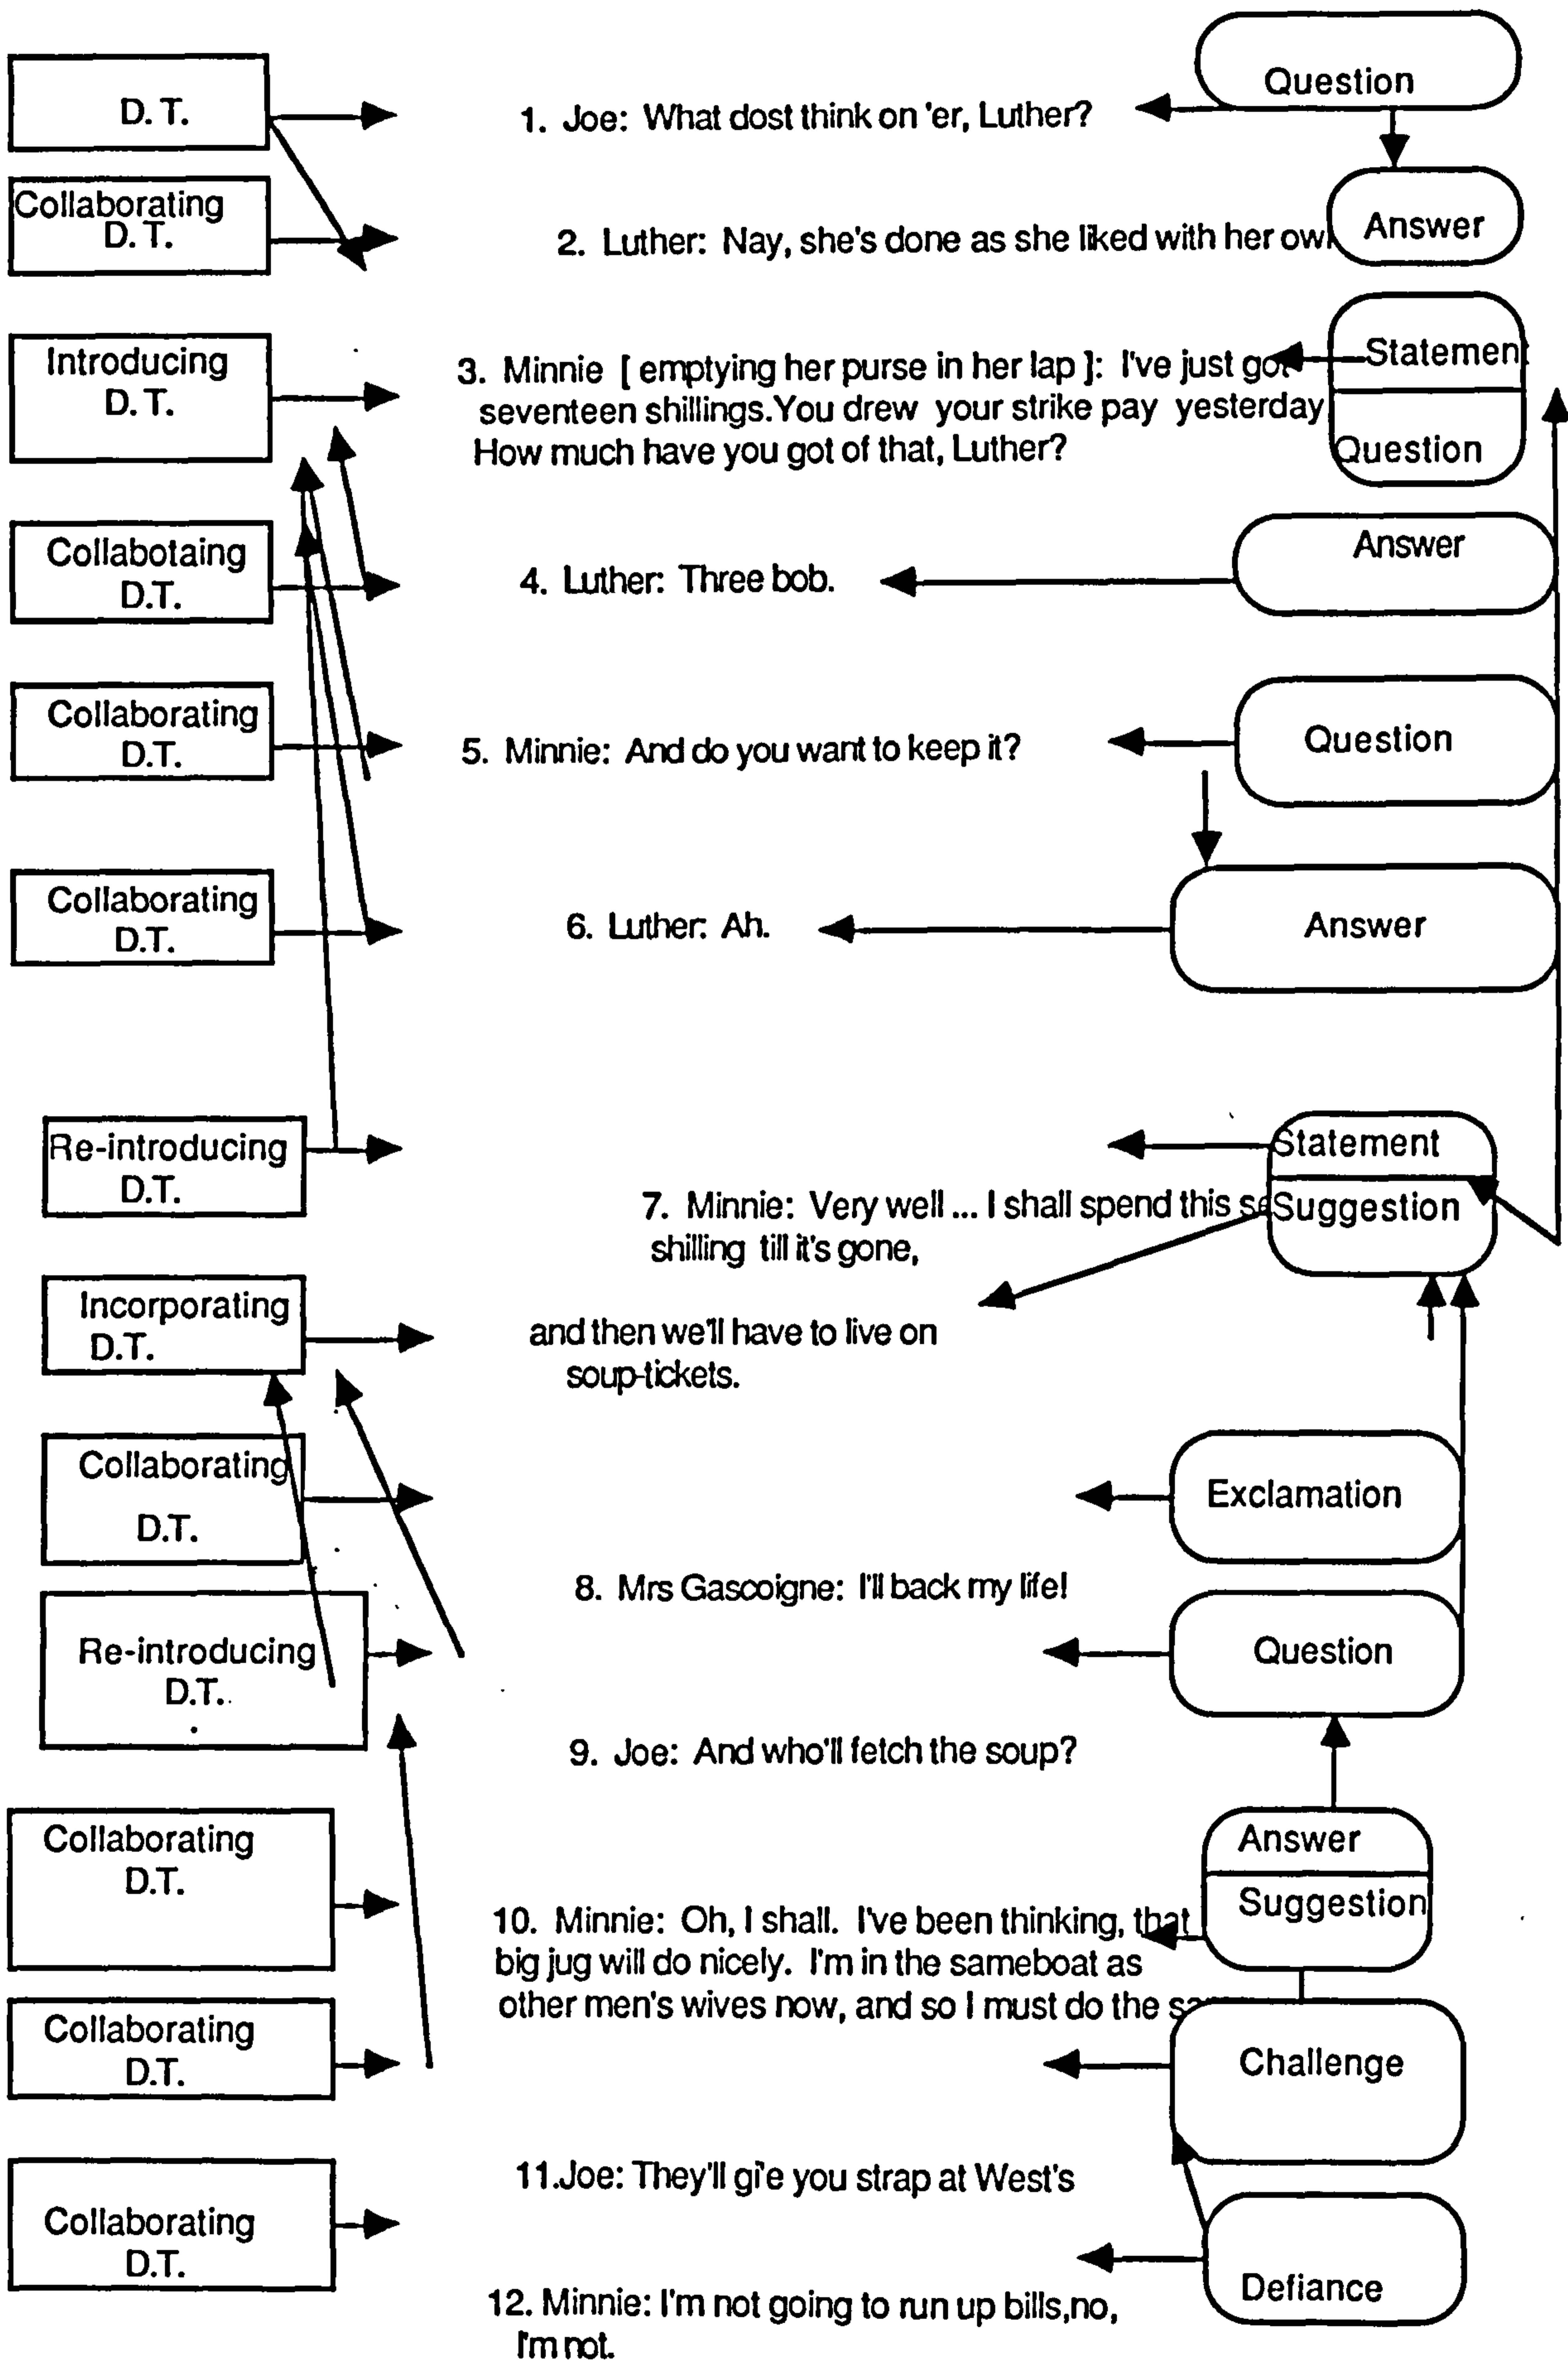 D.T.
1. Joe: What dost think on 'er, Luther?
Question
Collaborating
D.T.
2. Luther: Nay, she's done as she liked with her
Answer
Introducing
D.T.
3. Minnie [ emptying her purse in her lap ]: I've just got
seventeen shillings.You drew your strike pay yesterday
How much have you got of that, Luther?
Statement
Question
Collabotaing
D.T.
4. Luther: Three bob.
Answer
Collaborating
D.T.
5. Minnie: And do you want to keep it?
Question
Collaborating
D.T.
6. Luther: Ah.
Answer
Re-introducing
D.T.
Statement
7. Minnie: Very well ... I shall spend this
shilling till it's gone,
Suggestion
Incorporating
D.T.
and then we'll have to live on
soup-tickets.
Collaborating
D.T.
Exclamation
8. Mrs Gascoigne: I'll back my life!
Re-introducing
D.T.
Question
9. Joe: And who'll fetch the soup?
Collaborating
D.T.
Answer
Suggestion
10. Minnie: Oh, I shall. I've been thinking, that
big jug will do nicely. I'm in the sameboat as
other men's wives now, and so I must do the
Collaborating
D.T.
Challenge
11.Joe: They'll gi'e you strap at West's
Collaborating
D.T.
Defiance
12. Minnie: I'm not going to run up bills,no,
I'm not.